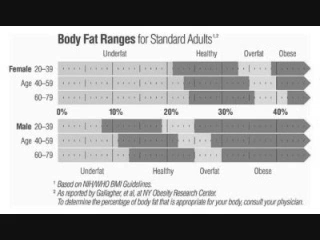 Body Fat Ranges for Standard Adults¹,²
Underfat Healthy Overfat Obese
Female 20–39
Age 40–59
60–79
0% 10% 20% 30% 40%
Male 20–39
Age 40–59
60–79
Underfat Healthy Overfat Obese
¹ Based on NIH/WHO BMI Guidelines.
² As reported by Gallagher, et al, at NY Obesity Research Center.
To determine the percentage of body fat that is appropriate for your body, consult your physician.